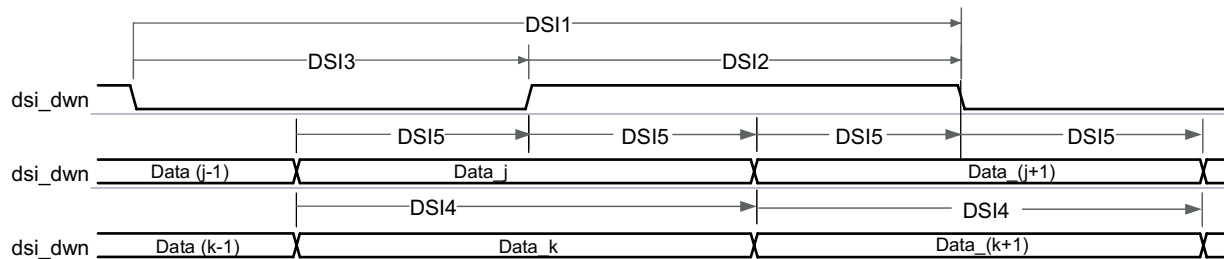 DSI1
DSI3 DSI2
dsi_dwn
DSI5 DSI5 DSI5 DSI5
dsi_dwn Data (j-1) Data_j Data_(j+1)
DSI4 DSI4
dsi_dwn Data (k-1) Data_k Data_(k+1)